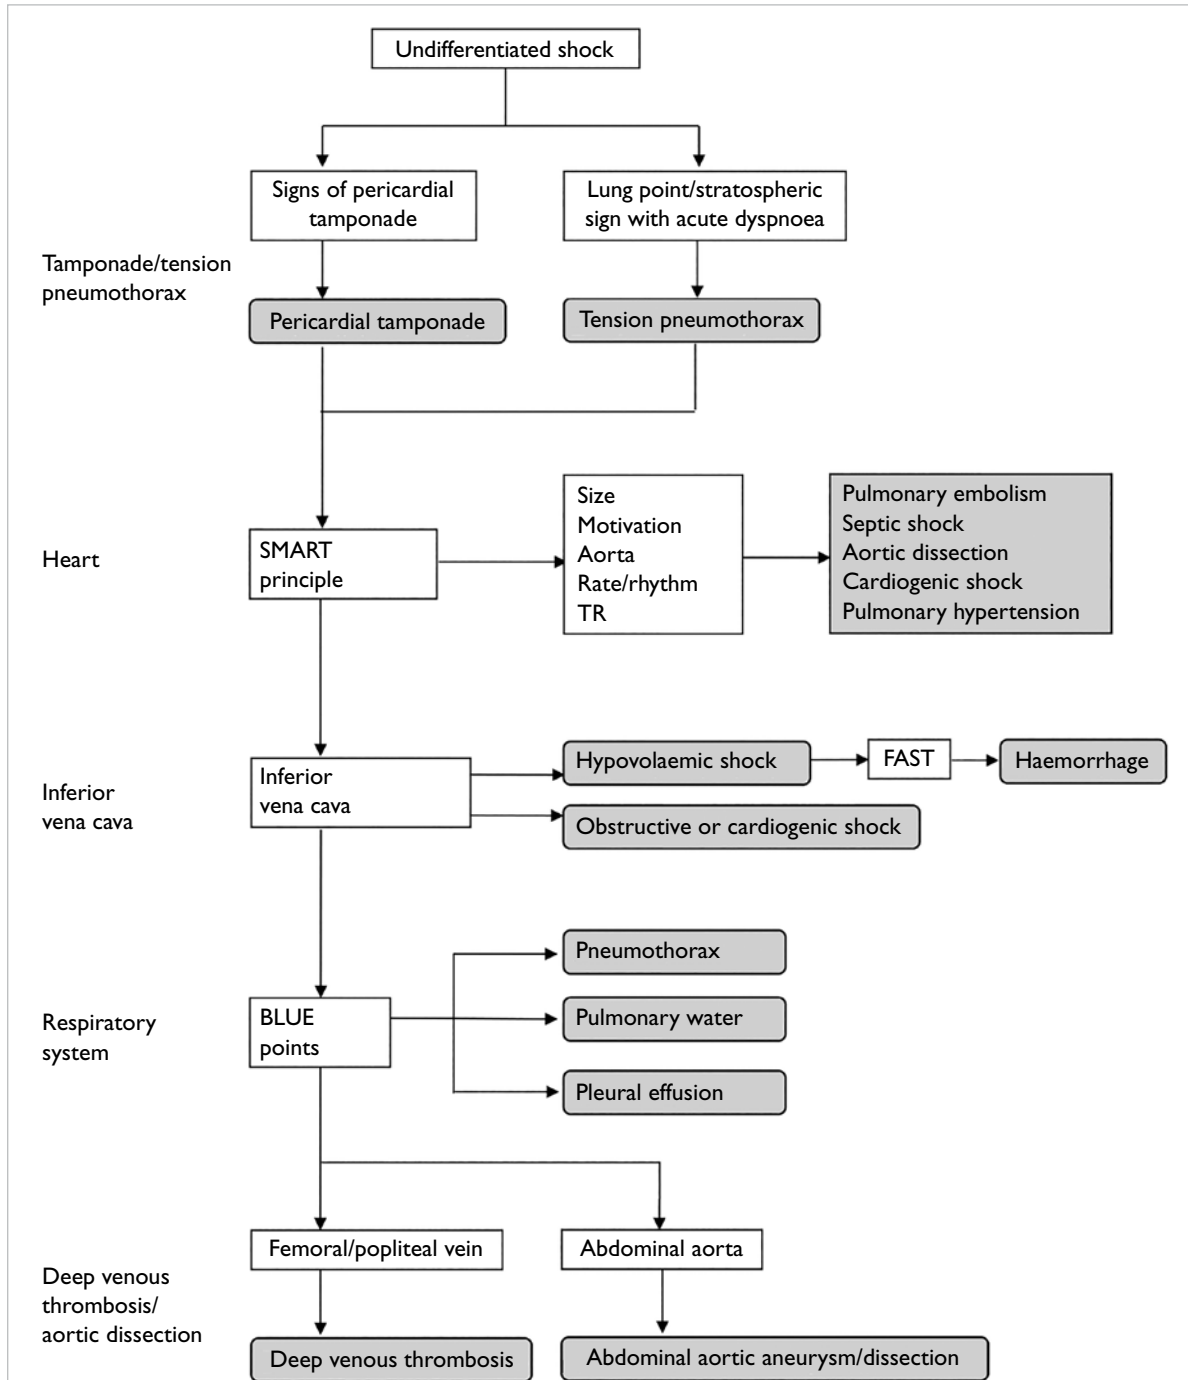 Undifferentiated shock
Signs of pericardial
tamponade
Lung point/stratospheric
sign with acute dyspnoea
Tamponade/tension
pneumothorax
Pericardial tamponade
Tension pneumothorax
Heart
SMART
principle
Size
Motivation
Aorta
Rate/rhythm
TR
Pulmonary embolism
Septic shock
Aortic dissection
Cardiogenic shock
Pulmonary hypertension
Inferior
vena cava
Inferior
vena cava
Hypovolaemic shock
FAST
Haemorrhage
Obstructive or cardiogenic shock
Respiratory
system
BLUE
points
Pneumothorax
Pulmonary water
Pleural effusion
Deep venous
thrombosis/
aortic dissection
Femoral/popliteal vein
Abdominal aorta
Deep venous thrombosis
Abdominal aortic aneurysm/dissection